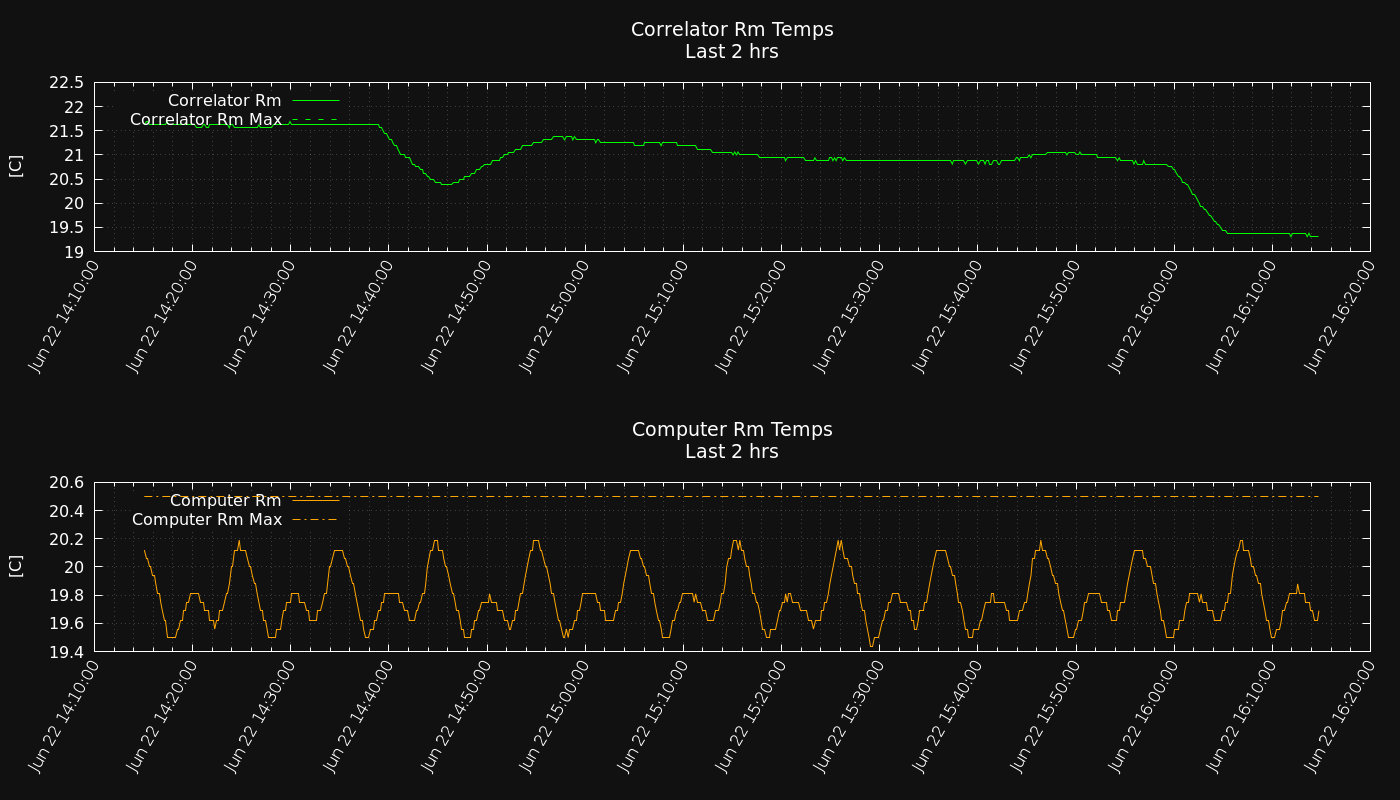 Correlator Rm Temps
Last 2 hrs
22.5
22
21.5
21
20.5
20
19.5
19
[C]
Correlator Rm
Correlator Rm Max
Jun 22 14:10:00
Jun 22 14:20:00
Jun 22 14:30:00
Jun 22 14:40:00
Jun 22 14:50:00
Jun 22 15:00:00
Jun 22 15:10:00
Jun 22 15:20:00
Jun 22 15:30:00
Jun 22 15:40:00
Jun 22 15:50:00
Jun 22 16:00:00
Jun 22 16:10:00
Jun 22 16:20:00
Computer Rm Temps
Last 2 hrs
20.6
20.4
20.2
20
19.8
19.6
19.4
[C]
Computer Rm
Computer Rm Max
Jun 22 14:10:00
Jun 22 14:20:00
Jun 22 14:30:00
Jun 22 14:40:00
Jun 22 14:50:00
Jun 22 15:00:00
Jun 22 15:10:00
Jun 22 15:20:00
Jun 22 15:30:00
Jun 22 15:40:00
Jun 22 15:50:00
Jun 22 16:00:00
Jun 22 16:10:00
Jun 22 16:20:00